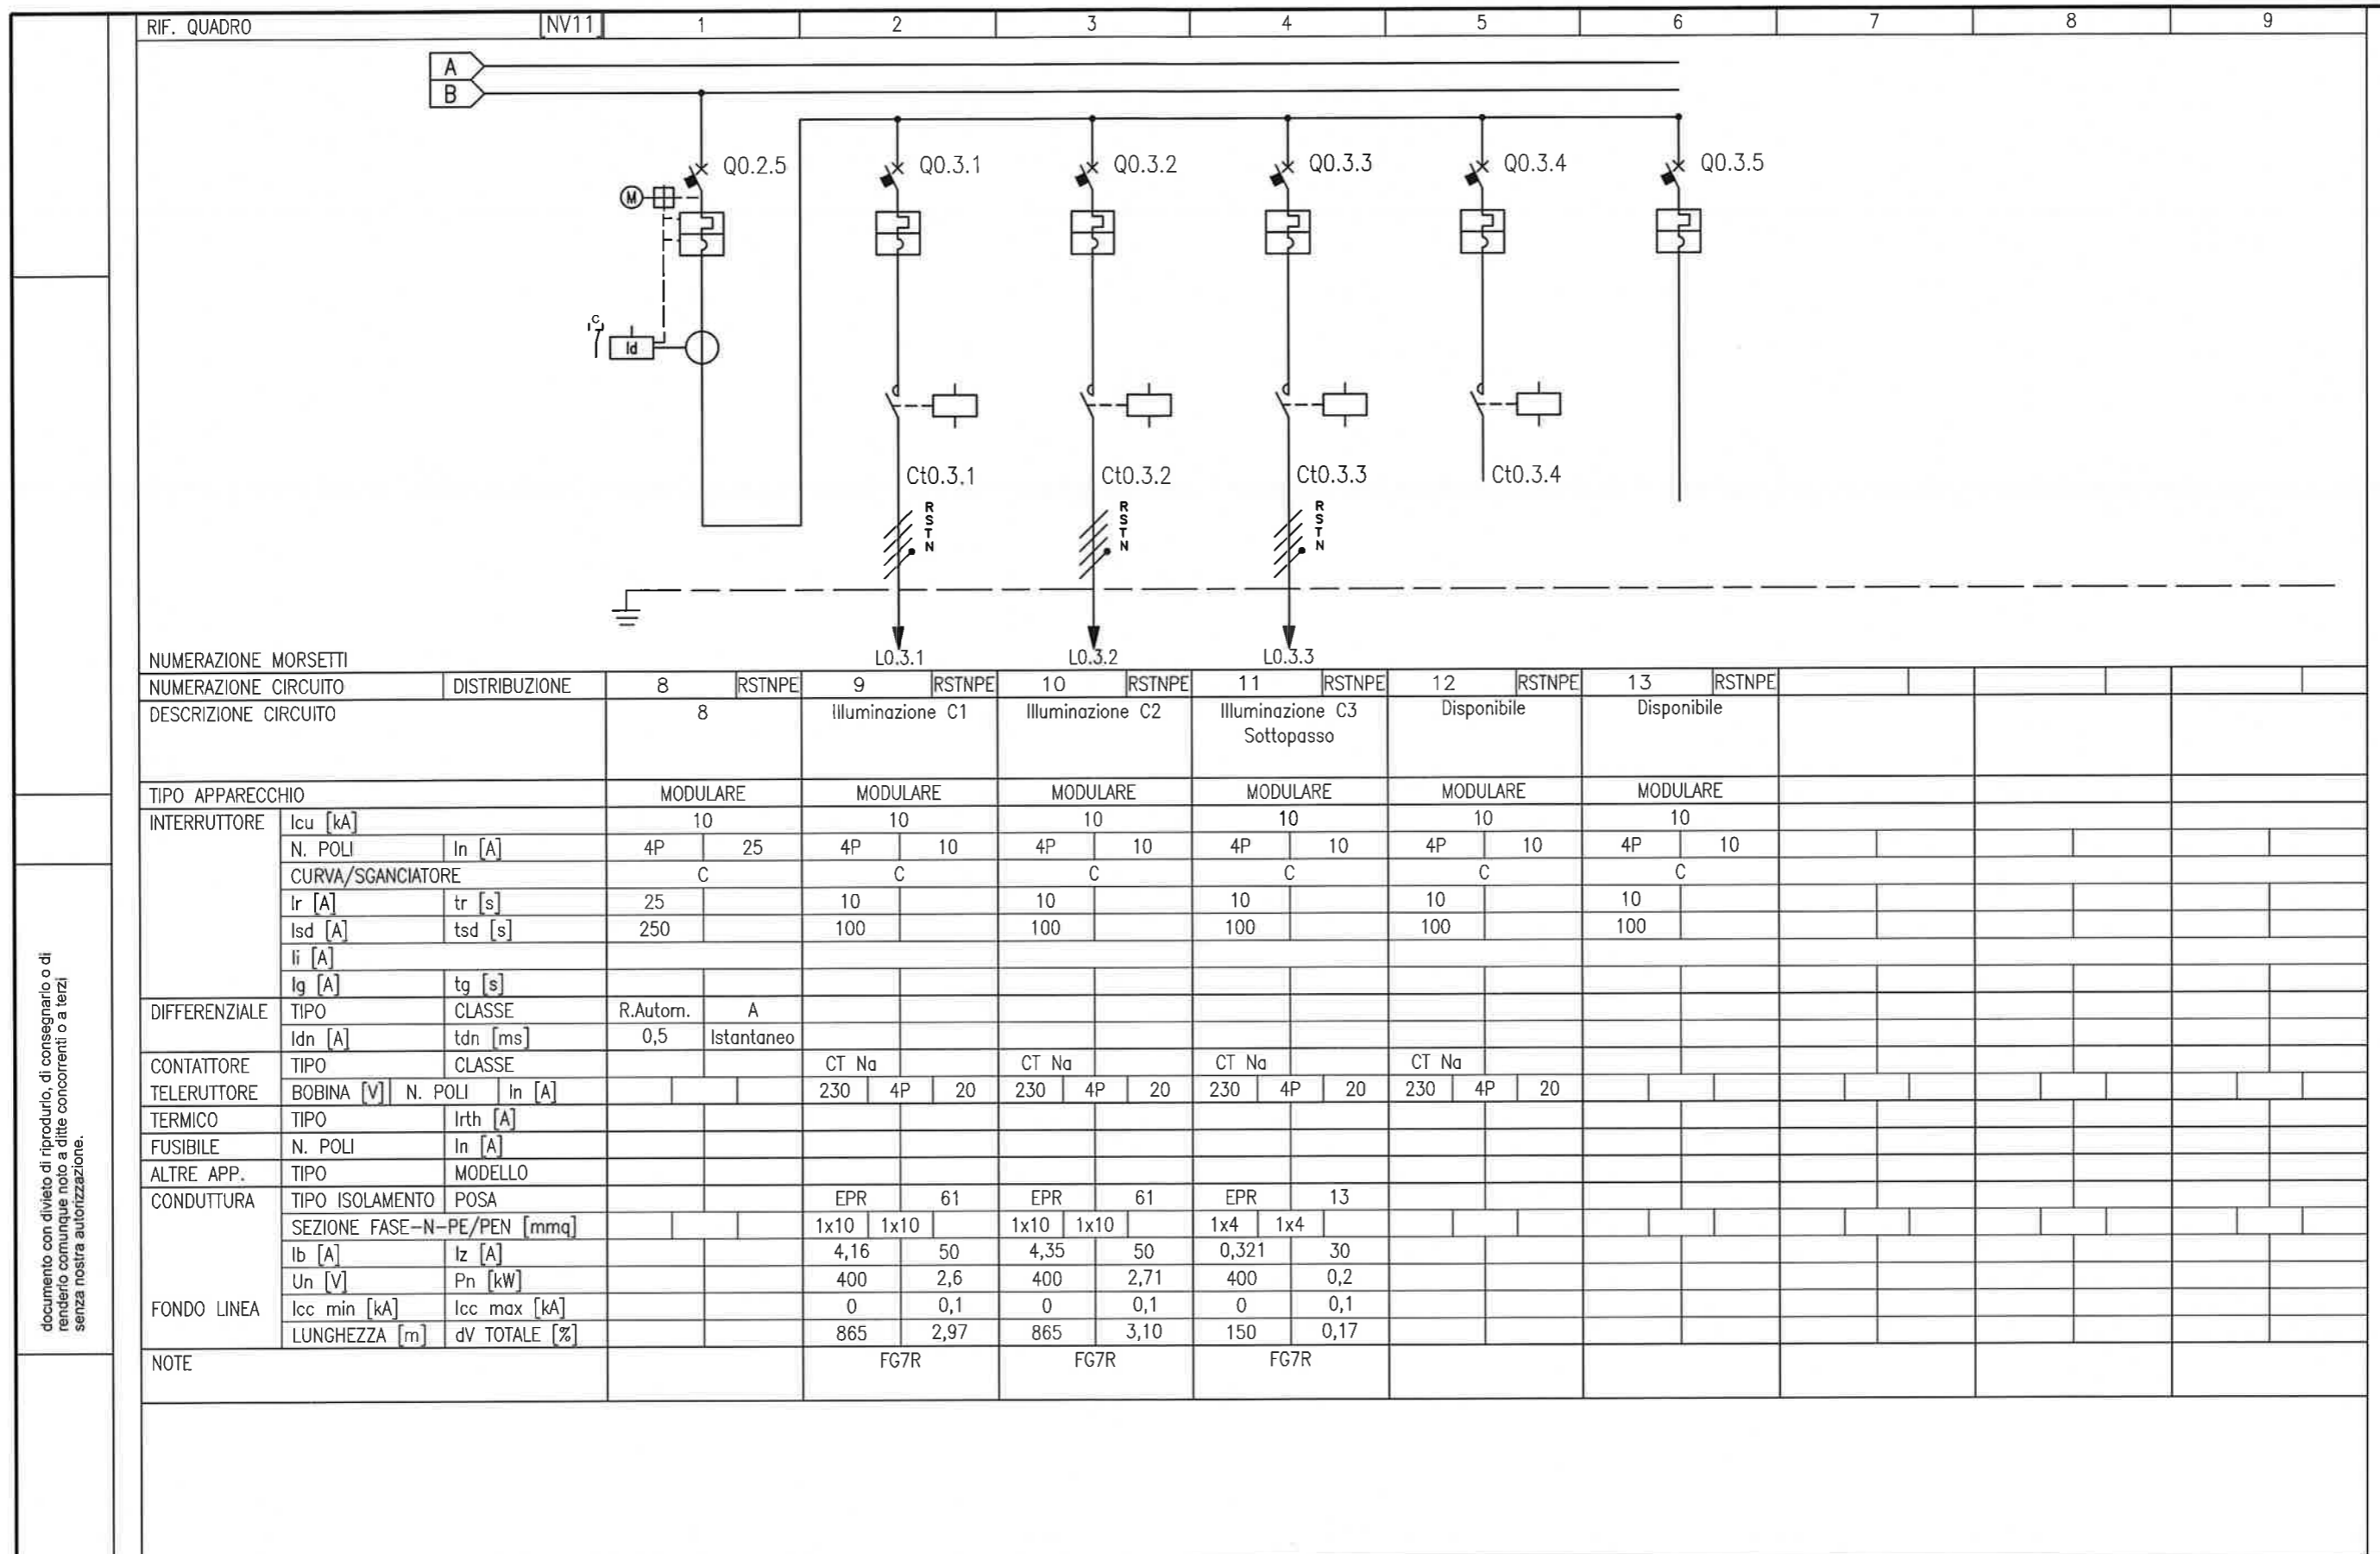 RIF. QUADRO [NV11] 1 2 3 4 5 6 7 8 9
A
B
Q0.2.5 Q0.3.1 Q0.3.2 Q0.3.3 Q0.3.4 Q0.3.5
M
C
Id
Ct0.3.1 Ct0.3.2 Ct0.3.3 Ct0.3.4
R R R
S S S
T T T
N N N
NUMERAZIONE MORSETTI L0.3.1 L0.3.2 L0.3.3
NUMERAZIONE CIRCUITO DISTRIBUZIONE 8 RSTNPE 9 RSTNPE 10 RSTNPE 11 RSTNPE 12 RSTNPE 13 RSTNPE
DESCRIZIONE CIRCUITO 8 Illuminazione C1 Illuminazione C2 Illuminazione C3 Disponibile Disponibile
Sottopasso
TIPO APPARECCHIO MODULARE MODULARE MODULARE MODULARE MODULARE MODULARE
INTERRUTTORE Icu [kA] 10 10 10 10 10 10
N. POLI In [A] 4P 25 4P 10 4P 10 4P 10 4P 10 4P 10
CURVA/SGANCIATORE C C C C C C
Ir [A] tr [s] 25 10 10 10 10 10
Isd [A] tsd [s] 250 100 100 100 100 100
Ii [A]
Ig [A] tg [s]
DIFFERENZIALE TIPO CLASSE R.Autom. A
Idn [A] tdn [ms] 0,5 Istantaneo
CONTATTORE TIPO CLASSE CT Na CT Na CT Na CT Na
TELERUTTORE BOBINA [V] N. POLI In [A] 230 4P 20 230 4P 20 230 4P 20 230 4P 20
TERMICO TIPO Irth [A]
FUSIBILE N. POLI In [A]
ALTRE APP. TIPO MODELLO
CONDUTTURA TIPO ISOLAMENTO POSA EPR 61 EPR 61 EPR 13
SEZIONE FASE-N-PE/PEN [mmq] 1x10 1x10 1x10 1x10 1x4 1x4
Ib [A] Iz [A] 4,16 50 4,35 50 0,321 30
Un [V] Pn [kW] 400 2,6 400 2,71 400 0,2
FONDO LINEA Icc min [kA] Icc max [kA] 0 0,1 0 0,1 0 0,1
LUNGHEZZA [m] dV TOTALE [%] 865 2,97 865 3,10 150 0,17
NOTE FG7R FG7R FG7R
documento con divieto di riprodurlo, di consegnarlo o di
renderlo comunque noto a ditte concorrenti o a terzi
senza nostra autorizzazione.